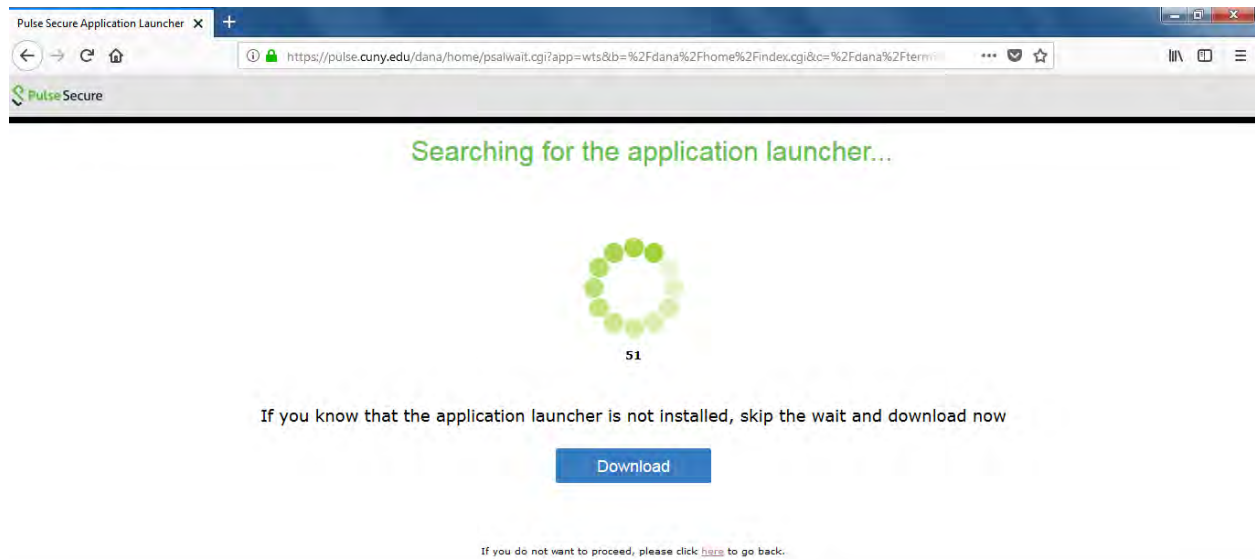 Pulse Secure Application Launcher
https://pulse.cuny.edu/dana/home/psalwait.cgi?app=wts&b=%2Fdana%2Fhome%2Findex.cgi&c=%2Fdana%2Fterm
Pulse Secure
Searching for the application launcher...
51
If you know that the application launcher is not installed, skip the wait and download now
Download
If you do not want to proceed, please click here to go back.